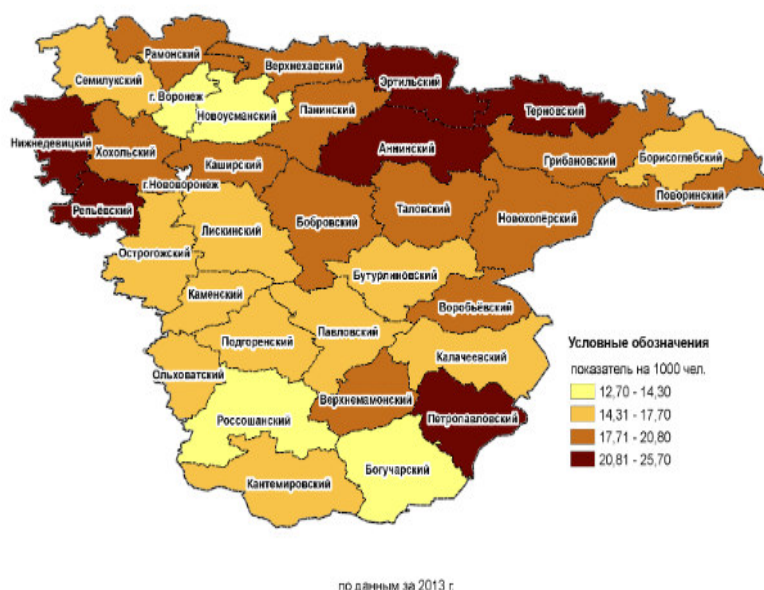 Рамонский
Верхнехавский
Эртильский
Семилукский
г. Воронеж
Новоусманский
Панинский
Терновский
Нижнедевицкий
Хохольский
Каширский
Аннинский
Грибановский
Борисоглебский
Поворинский
г.Нововоронеж
Репьёвский
Лискинский
Бобровский
Таловский
Новохопёрский
Острогожский
Бутурлиновский
Каменский
Воробьёвский
Павловский
Подгоренский
Калачеевский
Ольховатский
Верхнемамонский
Петропавловский
Россошанский
Богучарский
Кантемировский
Условные обозначения
показатель на 1000 чел.
12,70 - 14,30
14,31 - 17,70
17,71 - 20,80
20,81 - 25,70
по данным за 2013 г.